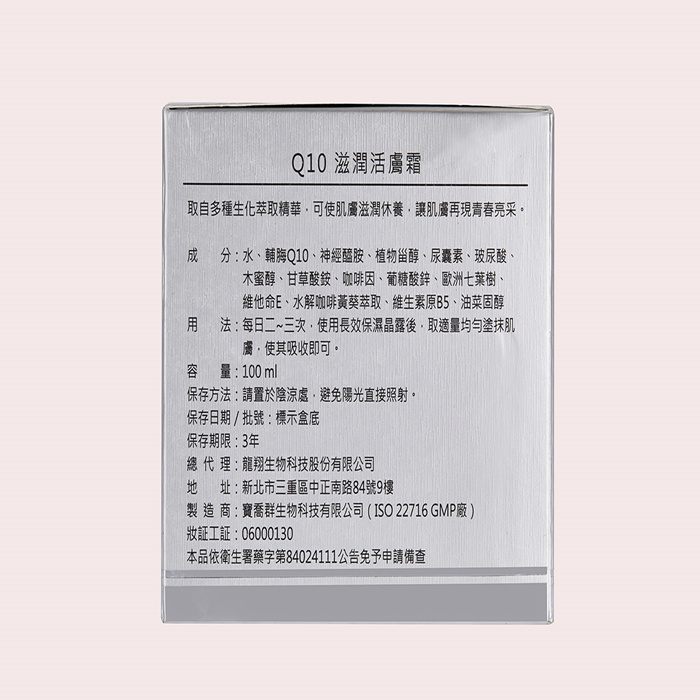 Q10 滋潤活膚霜
取自多種生化萃取精華，可使肌膚滋潤休養，讓肌膚再現青春亮采。
成 分：水、輔脢Q10、神經醯胺、植物甾醇、尿囊素、玻尿酸、
木蜜醇、甘草酸銨、咖啡因、葡糖酸鋅、歐洲七葉樹、
維他命E、水解咖啡黃葵萃取、維生素原B5、油菜固醇
用 法：每日二~三次，使用長效保濕晶露後，取適量均勻塗抹肌
膚，使其吸收即可。
容 量：100 ml
保存方法：請置於陰涼處，避免陽光直接照射。
保存日期 / 批號：標示盒底
保存期限：3年
總 代 理：龍翔生物科技股份有限公司
地 址：新北市三重區中正南路84號9樓
製 造 商：寶喬群生物科技有限公司 ( ISO 22716 GMP廠 )
妝証工証：06000130
本品依衛生署藥字第84024111公告免予申請備查